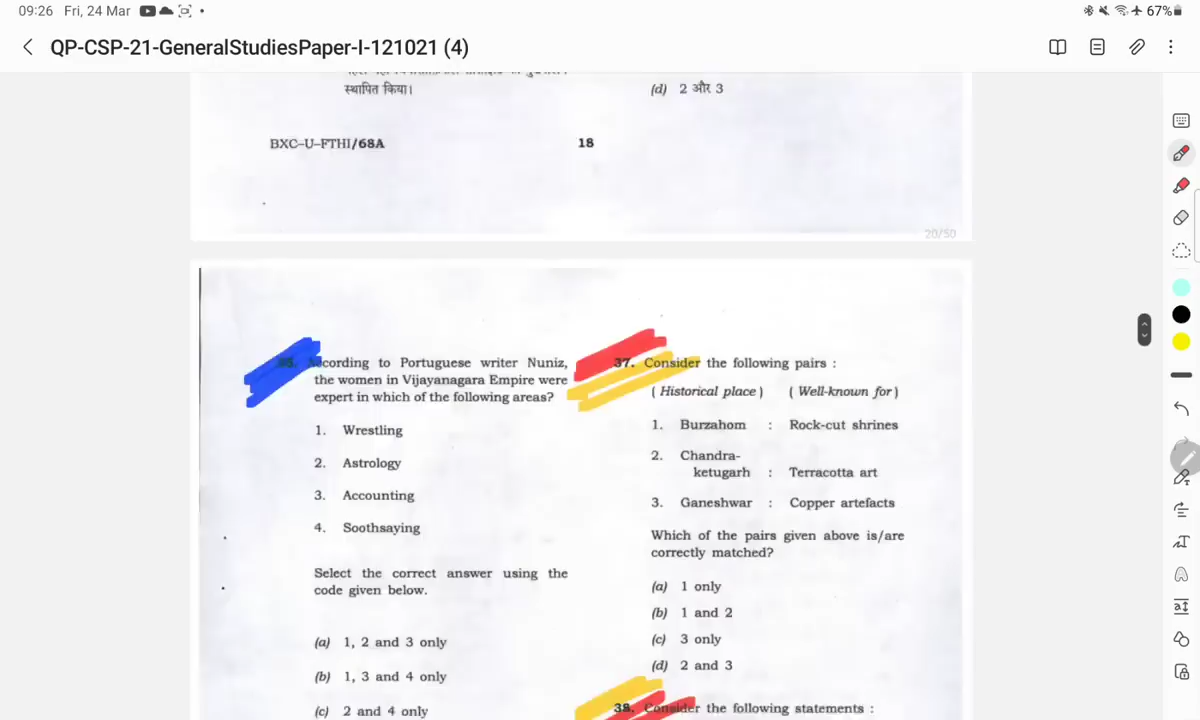 09:26 Fri, 24 Mar
67%
QP-CSP-21-GeneralStudiesPaper-I-121021 (4)
स्थापित किया।
(d) 2 और 3
BXC-U-FTHI/68A
18
20/50
According to Portuguese writer Nuniz,
the women in Vijayanagara Empire were
expert in which of the following areas?
1. Wrestling
2. Astrology
3. Accounting
4. Soothsaying
Select the correct answer using the
code given below.
(a) 1, 2 and 3 only
(b) 1, 3 and 4 only
(c) 2 and 4 only
37. Consider the following pairs :
( Historical place ) ( Well-known for )
1. Burzahom : Rock-cut shrines
2. Chandra-
ketugarh : Terracotta art
3. Ganeshwar : Copper artefacts
Which of the pairs given above is/are
correctly matched?
(a) 1 only
(b) 1 and 2
(c) 3 only
(d) 2 and 3
38. Consider the following statements :